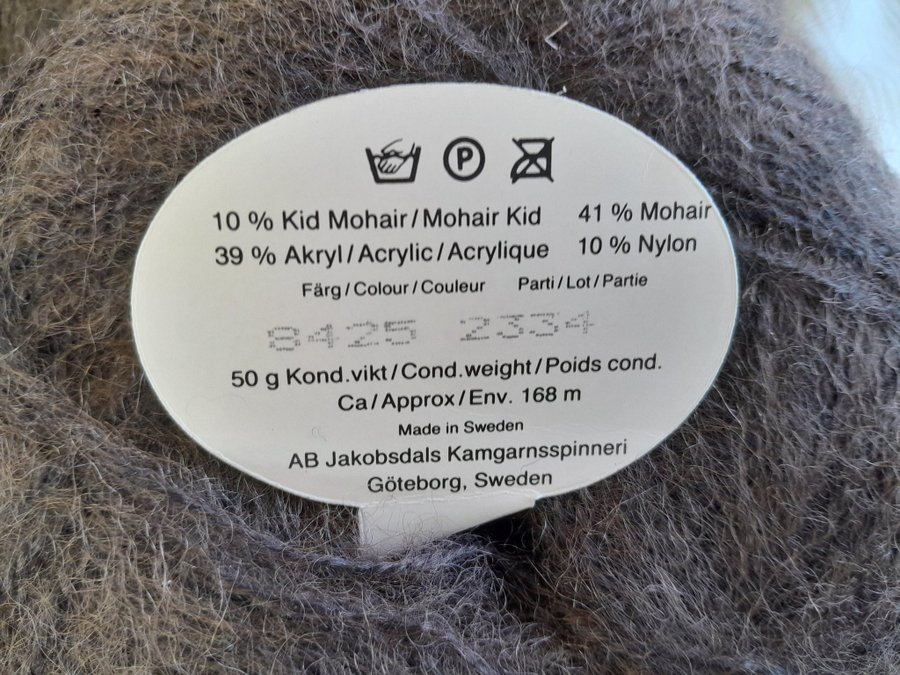 P
10 % Kid Mohair / Mohair Kid 41 % Mohair
39 % Akryl / Acrylic / Acrylique 10 % Nylon
Färg / Colour / Couleur Parti / Lot / Partie
8425 2334
50 g Kond.vikt / Cond.weight / Poids cond.
Ca / Approx / Env. 168 m
Made in Sweden
AB Jakobsdals Kamgarnsspinneri
Göteborg, Sweden